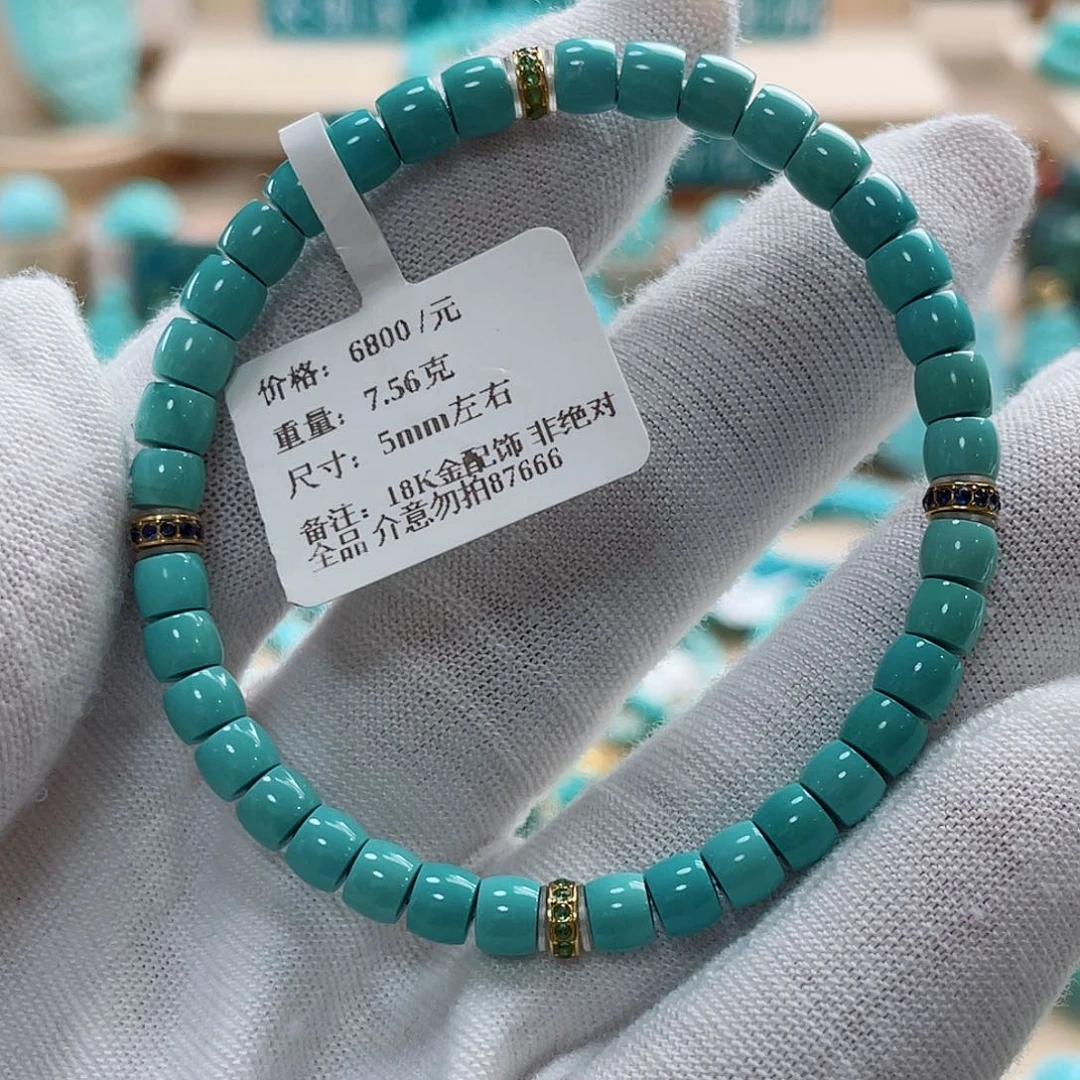 价格: 6800 /元
重量: 7.56克
尺寸: 5mm左右
备注: 18K金配饰 非绝对
全品 介意勿拍87666